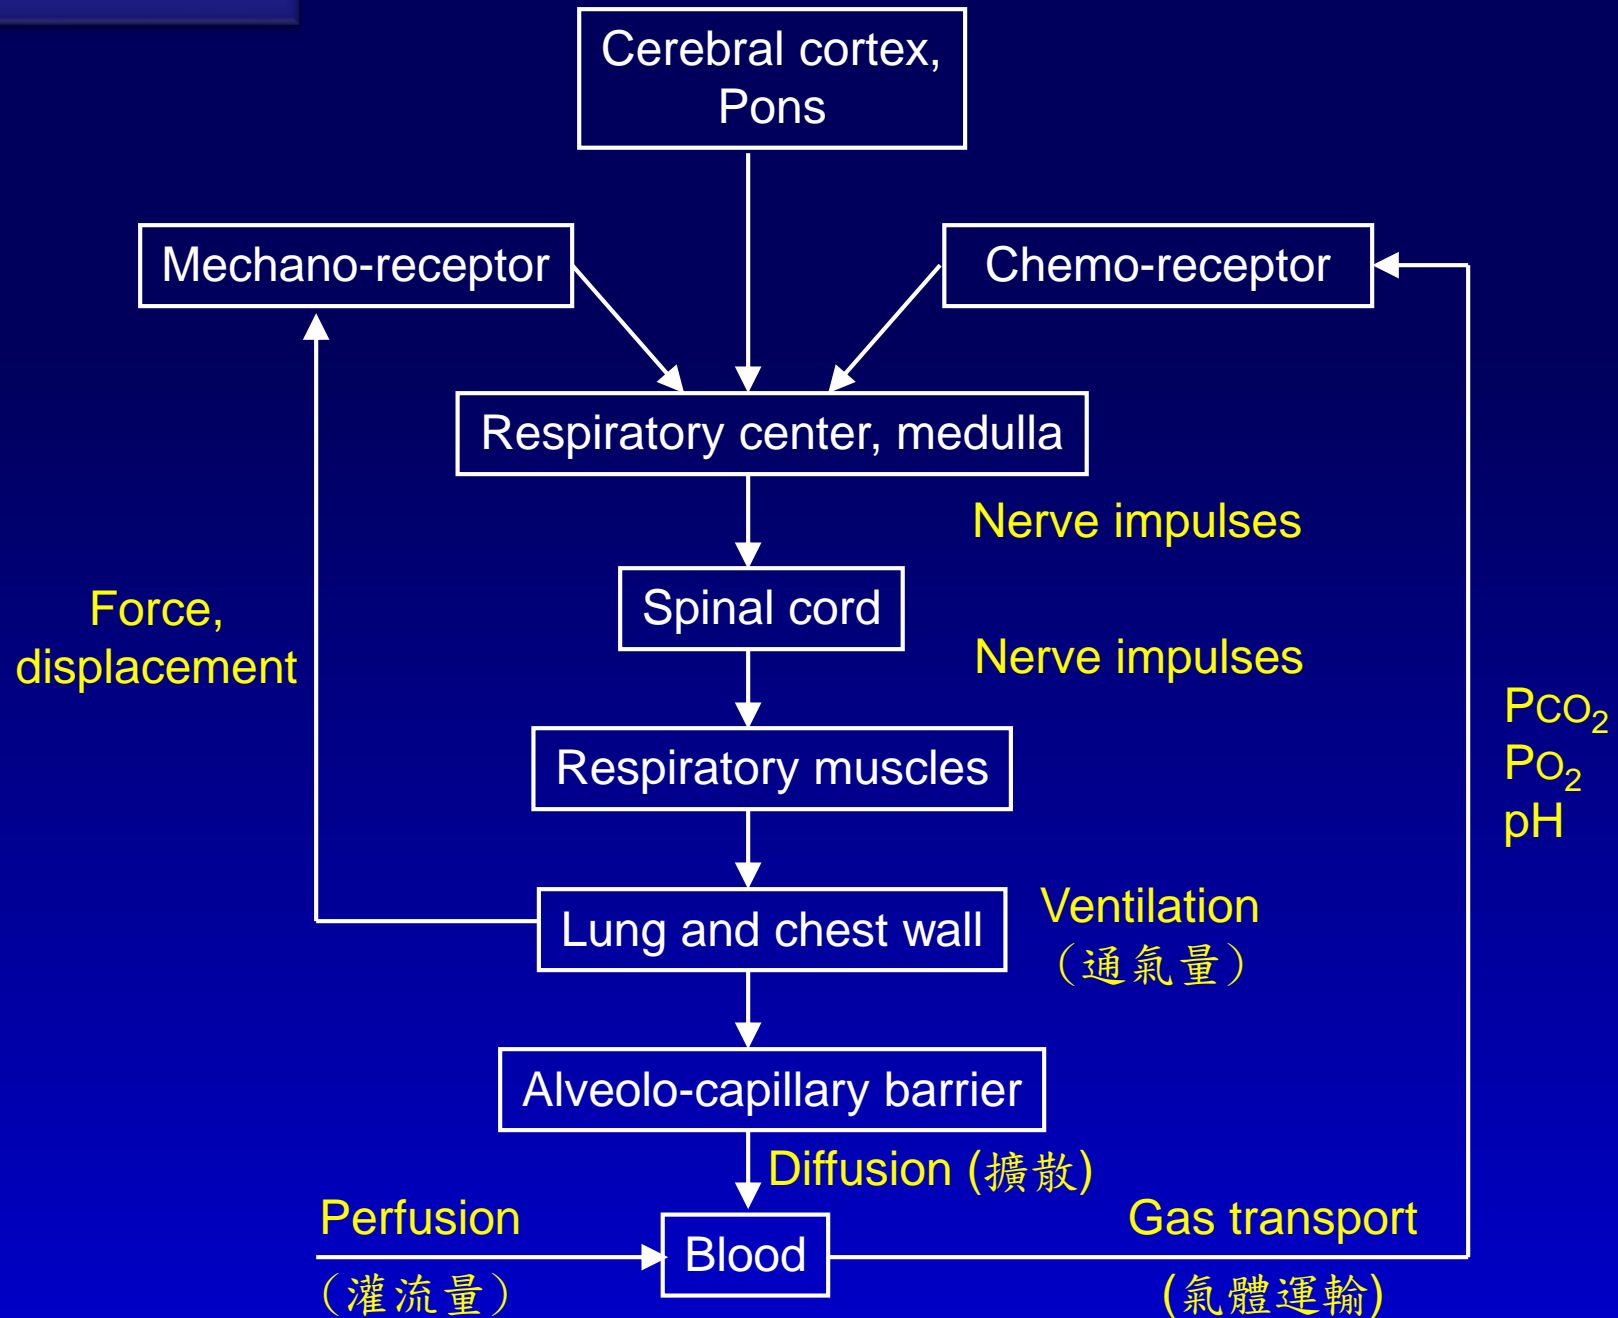 Cerebral cortex,
Pons
Mechano-receptor
Chemo-receptor
Respiratory center, medulla
Nerve impulses
Spinal cord
Force,
displacement
Nerve impulses
PCO₂
PO₂
pH
Respiratory muscles
Lung and chest wall
Ventilation
（通氣量）
Alveolo-capillary barrier
Diffusion (擴散)
Perfusion
（灌流量）
Blood
Gas transport
(氣體運輸)